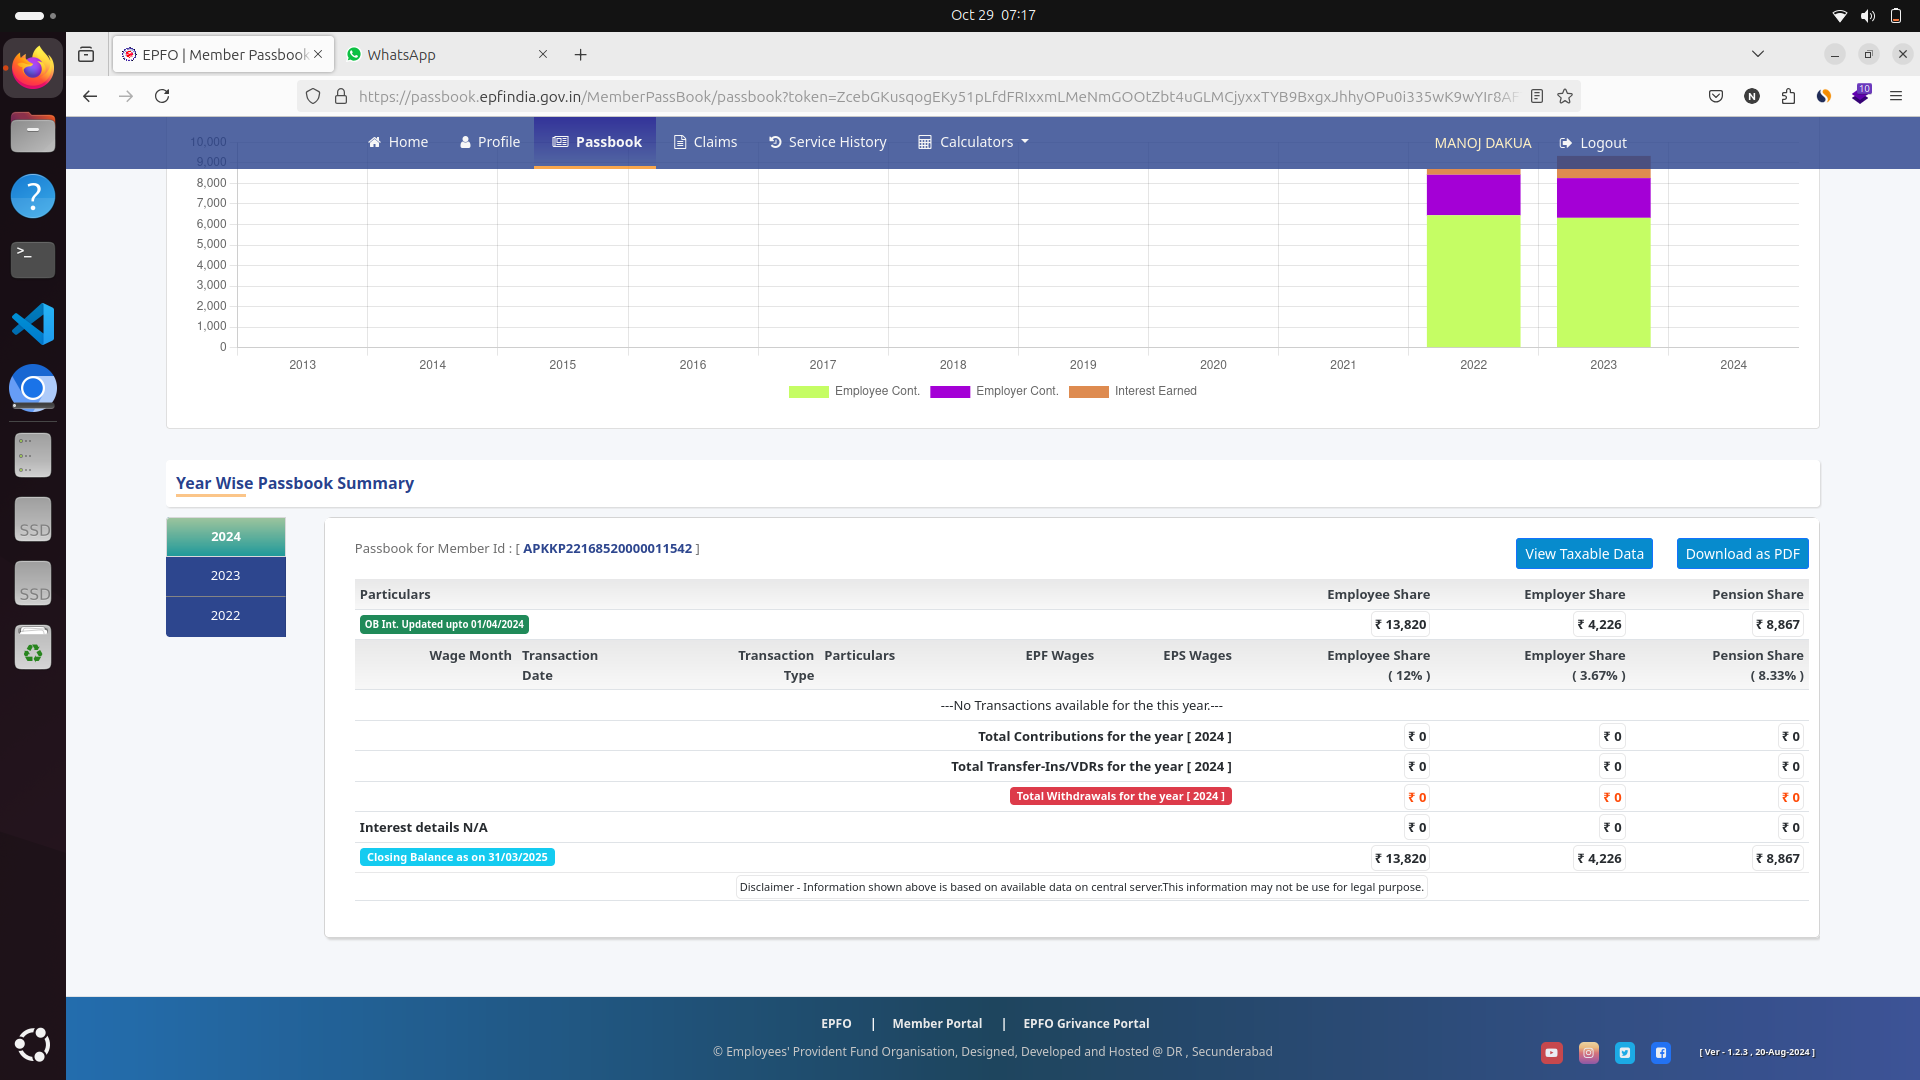 Oct 29 07:17
EPFO | Member Passbook
WhatsApp
https://passbook.epfindia.gov.in/MemberPassBook/passbook?token=
10
Home Profile Passbook Claims Service History Calculators MANOJ DAKUA Logout
10,000
9,000
8,000
7,000
6,000
5,000
4,000
3,000
2,000
1,000
0
2013 2014 2015 2016 2017 2018 2019 2020 2021 2022 2023 2024
Employee Cont. Employer Cont. Interest Earned
Year Wise Passbook Summary
2024
2023
2022
Passbook for Member Id : [ APKKP22168520000011542 ]
View Taxable Data Download as PDF
Particulars Employee Share Employer Share Pension Share
OB Int. Updated upto 01/04/2024 ₹ 13,820 ₹ 4,226 ₹ 8,867
Wage Month Transaction Date Transaction Type Particulars EPF Wages EPS Wages Employee Share ( 12% ) Employer Share ( 3.67% ) Pension Share ( 8.33% )
---No Transactions available for the this year.---
Total Contributions for the year [ 2024 ] ₹ 0 ₹ 0 ₹ 0
Total Transfer-Ins/VDRs for the year [ 2024 ] ₹ 0 ₹ 0 ₹ 0
Total Withdrawals for the year [ 2024 ] ₹ 0 ₹ 0 ₹ 0
Interest details N/A ₹ 0 ₹ 0 ₹ 0
Closing Balance as on 31/03/2025 ₹ 13,820 ₹ 4,226 ₹ 8,867
Disclaimer - Information shown above is based on available data on central server.This information may not be use for legal purpose.
EPFO | Member Portal | EPFO Grivance Portal
© Employees' Provident Fund Organisation, Designed, Developed and Hosted @ DR , Secunderabad
[ Ver - 1.2.3 , 20-Aug-2024 ]
SSD
SSD